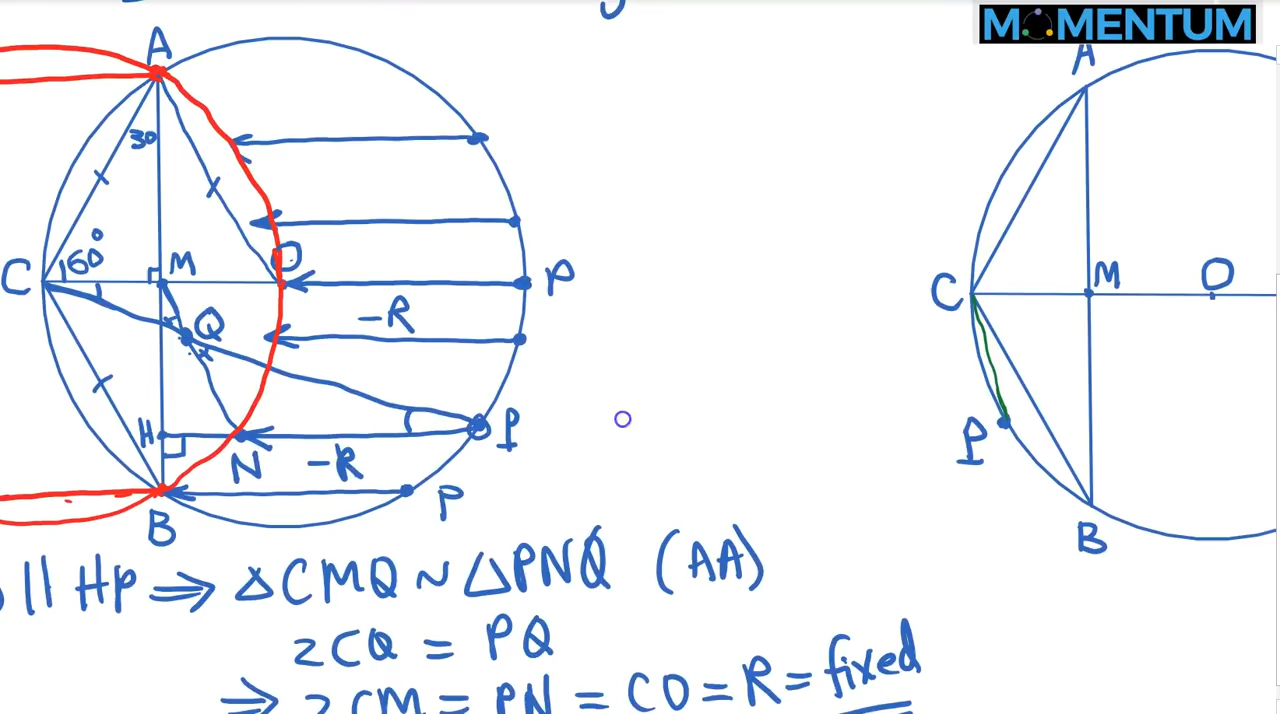 MOMENTUM
A
A
30
60°
C
M
O
P
C
M
O
Q
-R
H
N
-R
P
P
P
B
B
|| HP ⇒ △CMQ ~ △PNQ (AA)
2CQ = PQ
⇒ 2CM = PN = CO = R = fixed